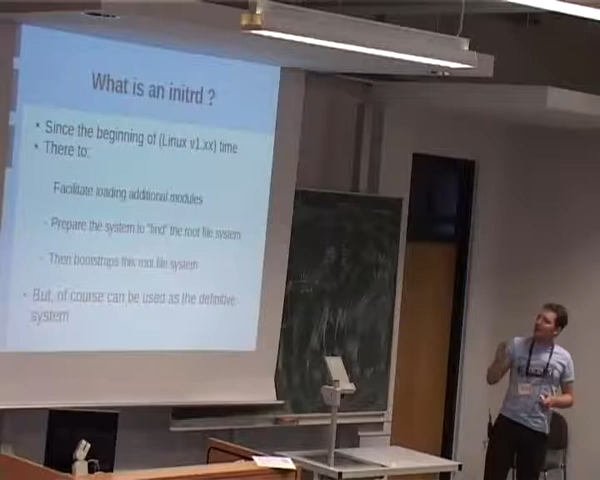 What is an initrd ?
• Since the beginning of (Linux v1.xx) time
• There to:
Facilitate loading additional modules
- Prepare the system to "find" the root file system
- Then bootstraps this root file system
• But, of course can be used as the definitive
system